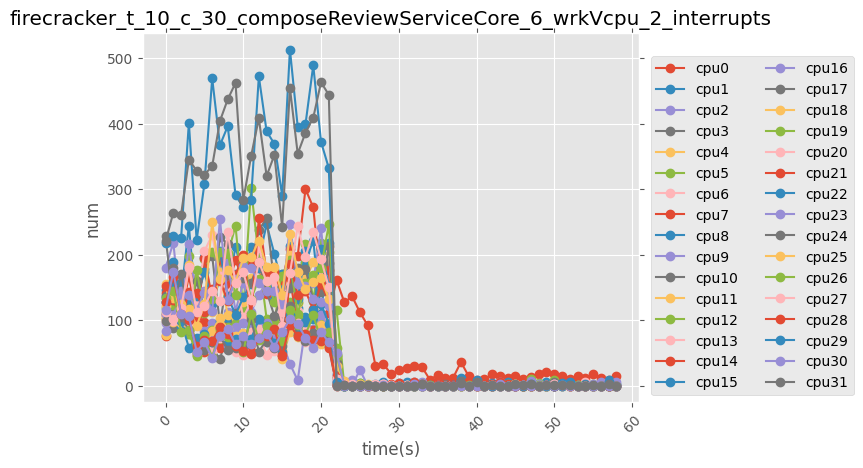 firecracker_t_10_c_30_composeReviewServiceCore_6_wrkVcpu_2_interrupts
500
400
300
200
100
0
num
0
10
20
30
40
50
60
time(s)
cpu0
cpu1
cpu2
cpu3
cpu4
cpu5
cpu6
cpu7
cpu8
cpu9
cpu10
cpu11
cpu12
cpu13
cpu14
cpu15
cpu16
cpu17
cpu18
cpu19
cpu20
cpu21
cpu22
cpu23
cpu24
cpu25
cpu26
cpu27
cpu28
cpu29
cpu30
cpu31